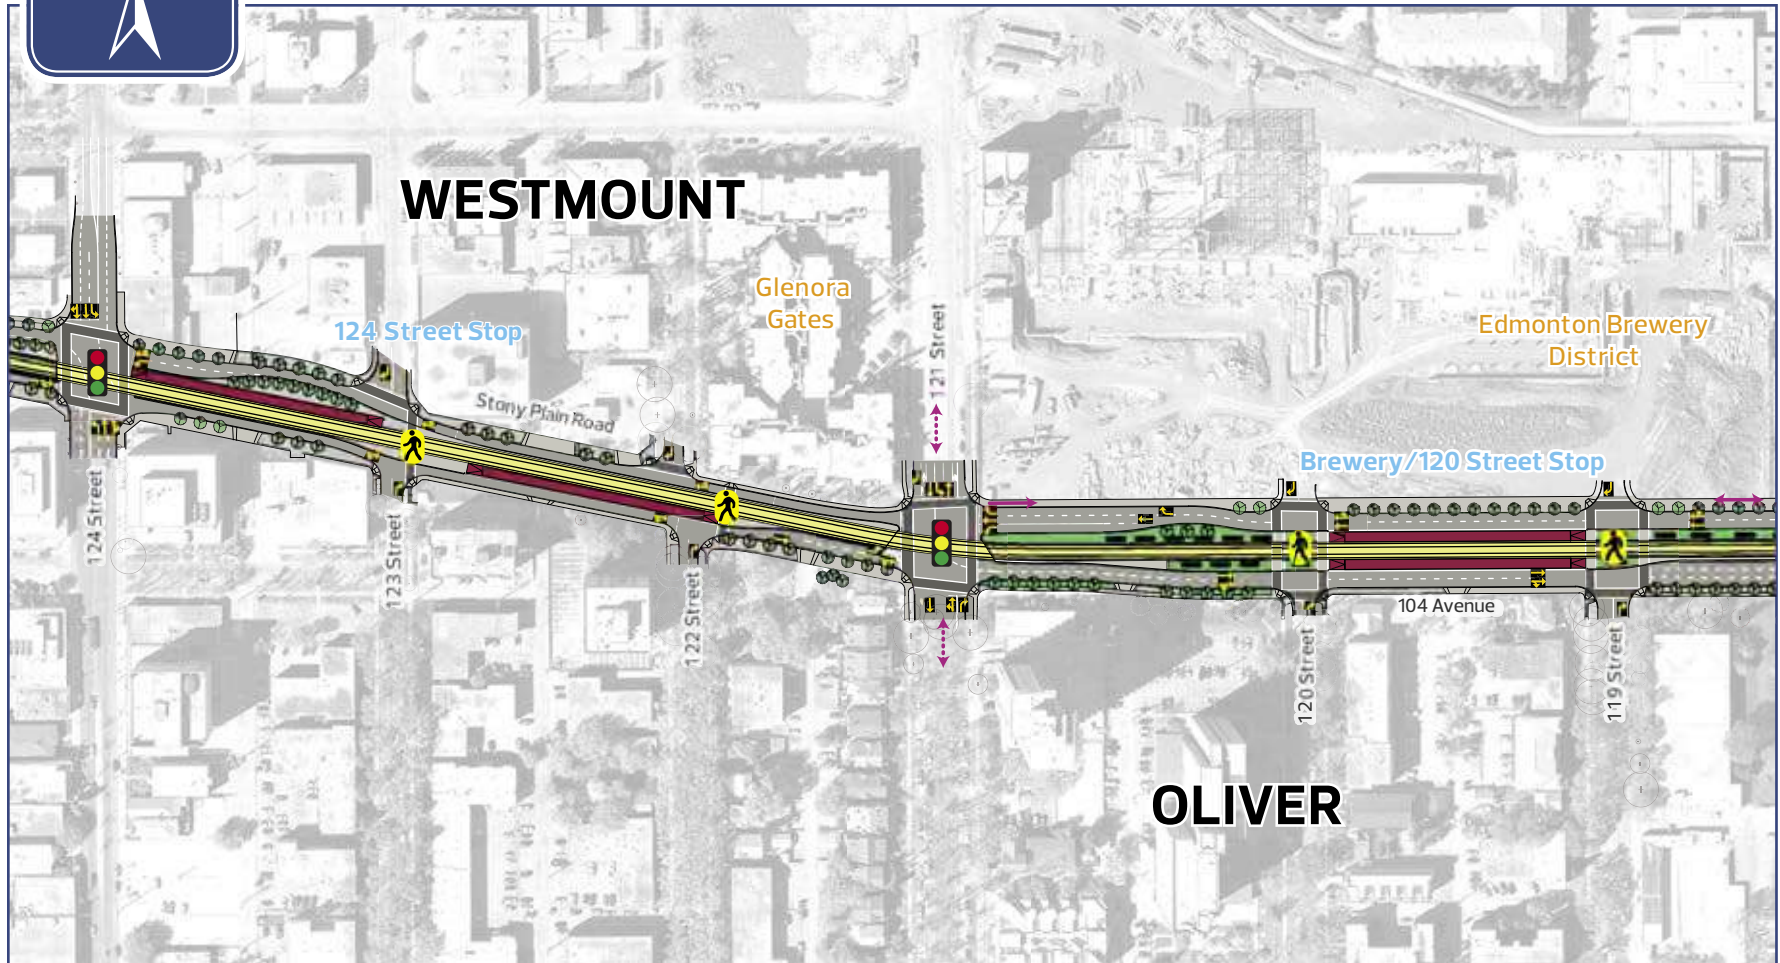 WESTMOUNT
Glenora
Gates
121 Street
124 Street Stop
Edmonton Brewery
District
Stony Plain Road
Brewery/120 Street Stop
124 Street
123 Street
122 Street
104 Avenue
120 Street
119 Street
OLIVER